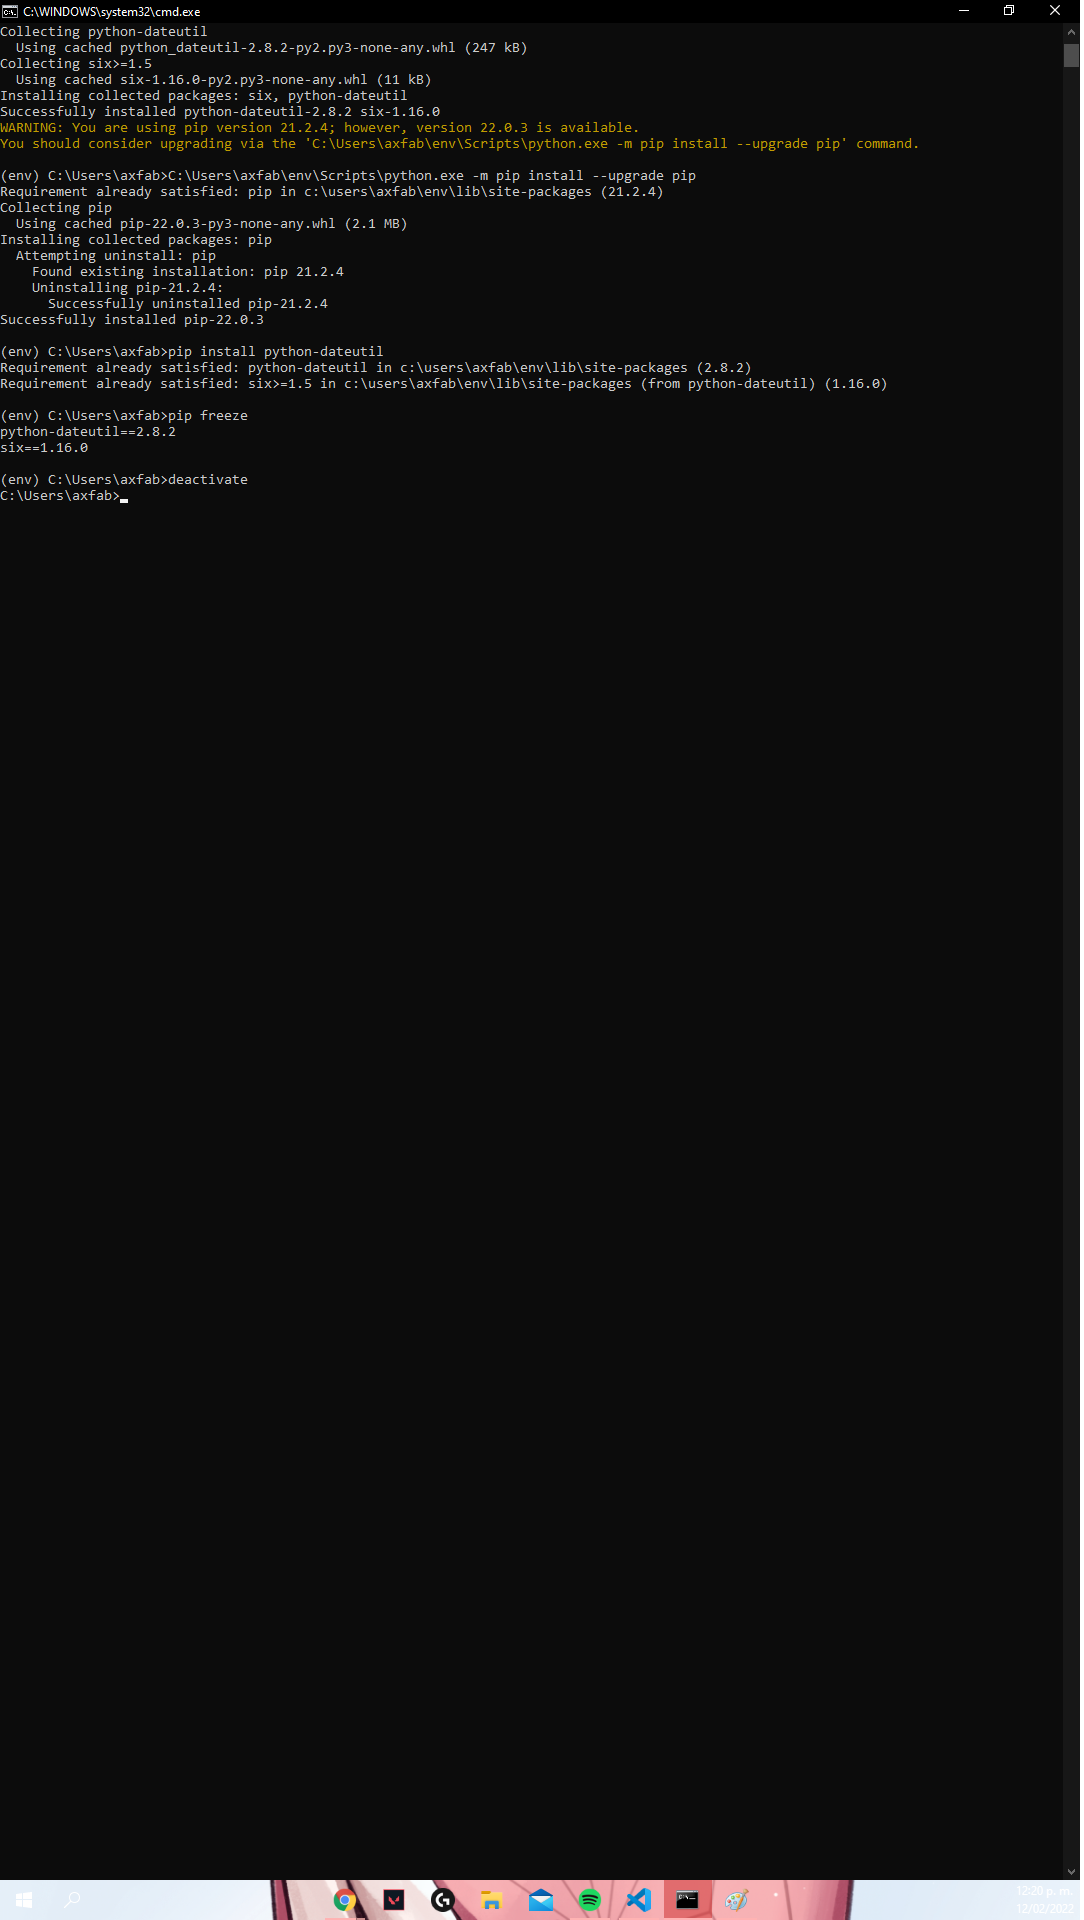 C:\WINDOWS\system32\cmd.exe
Collecting python-dateutil
  Using cached python_dateutil-2.8.2-py2.py3-none-any.whl (247 kB)
Collecting six>=1.5
  Using cached six-1.16.0-py2.py3-none-any.whl (11 kB)
Installing collected packages: six, python-dateutil
Successfully installed python-dateutil-2.8.2 six-1.16.0
WARNING: You are using pip version 21.2.4; however, version 22.0.3 is available.
You should consider upgrading via the 'C:\Users\axfab\env\Scripts\python.exe -m pip install --upgrade pip' command.

(env) C:\Users\axfab>C:\Users\axfab\env\Scripts\python.exe -m pip install --upgrade pip
Requirement already satisfied: pip in c:\users\axfab\env\lib\site-packages (21.2.4)
Collecting pip
  Using cached pip-22.0.3-py3-none-any.whl (2.1 MB)
Installing collected packages: pip
  Attempting uninstall: pip
    Found existing installation: pip 21.2.4
    Uninstalling pip-21.2.4:
      Successfully uninstalled pip-21.2.4
Successfully installed pip-22.0.3

(env) C:\Users\axfab>pip install python-dateutil
Requirement already satisfied: python-dateutil in c:\users\axfab\env\lib\site-packages (2.8.2)
Requirement already satisfied: six>=1.5 in c:\users\axfab\env\lib\site-packages (from python-dateutil) (1.16.0)

(env) C:\Users\axfab>pip freeze
python-dateutil==2.8.2
six==1.16.0

(env) C:\Users\axfab>deactivate
C:\Users\axfab>
12:20 p. m.
12/02/2022